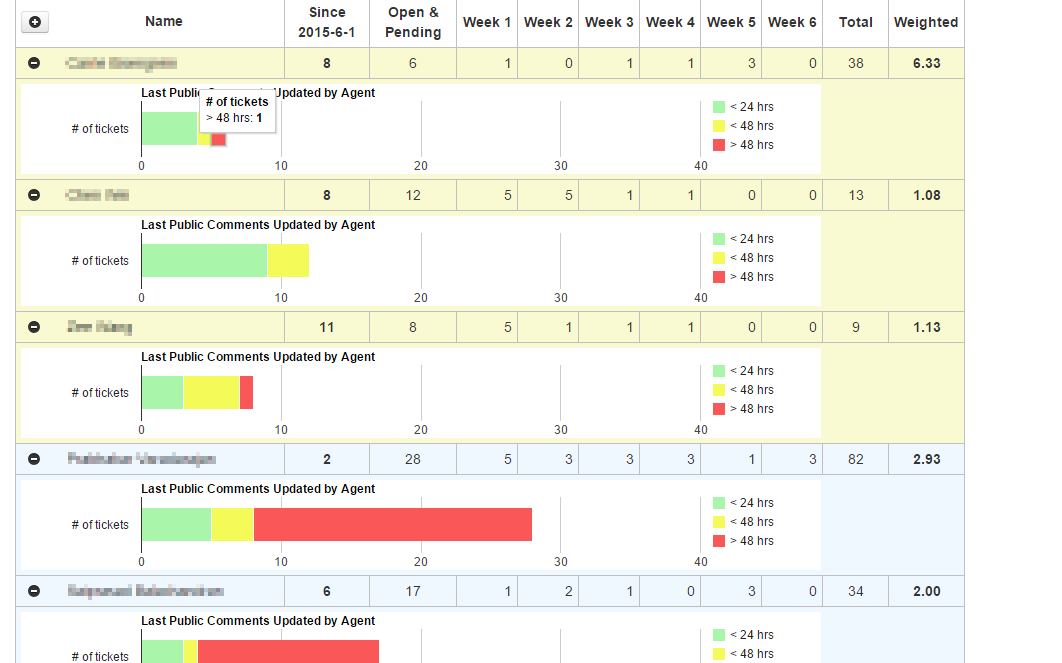 Name Since 2015-6-1 Open & Pending Week 1 Week 2 Week 3 Week 4 Week 5 Week 6 Total Weighted
8 6 1 0 1 1 3 0 38 6.33
Last Public Comments Updated by Agent
# of tickets
> 48 hrs: 1
# of tickets
< 24 hrs
< 48 hrs
> 48 hrs
0 10 20 30 40
8 12 5 5 1 1 0 0 13 1.08
Last Public Comments Updated by Agent
# of tickets
< 24 hrs
< 48 hrs
> 48 hrs
0 10 20 30 40
11 8 5 1 1 1 0 0 9 1.13
Last Public Comments Updated by Agent
# of tickets
< 24 hrs
< 48 hrs
> 48 hrs
0 10 20 30 40
2 28 5 3 3 3 1 3 82 2.93
Last Public Comments Updated by Agent
# of tickets
< 24 hrs
< 48 hrs
> 48 hrs
0 10 20 30 40
6 17 1 2 1 0 3 0 34 2.00
Last Public Comments Updated by Agent
# of tickets
< 24 hrs
< 48 hrs